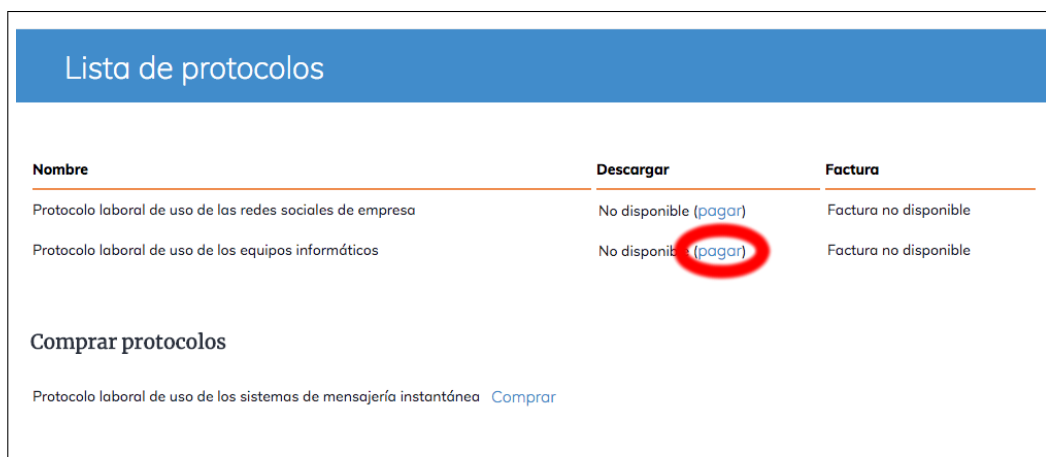 Lista de protocolos
Nombre Descargar Factura
Protocolo laboral de uso de las redes sociales de empresa No disponible (pagar) Factura no disponible
Protocolo laboral de uso de los equipos informáticos No disponible (pagar) Factura no disponible
Comprar protocolos
Protocolo laboral de uso de los sistemas de mensajería instantánea Comprar